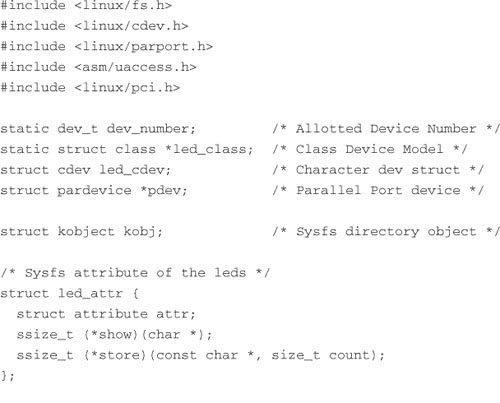 #include <linux/fs.h>
#include <linux/cdev.h>
#include <linux/parport.h>
#include <asm/uaccess.h>
#include <linux/pci.h>

static dev_t dev_number;         /* Allotted Device Number */
static struct class *led_class;  /* Class Device Model */
struct cdev led_cdev;            /* Character dev struct */
struct pardevice *pdev;          /* Parallel Port device */

struct kobject kobj;             /* Sysfs directory object */

/* Sysfs attribute of the leds */
struct led_attr {
  struct attribute attr;
  ssize_t (*show)(char *);
  ssize_t (*store)(const char *, size_t count);
};